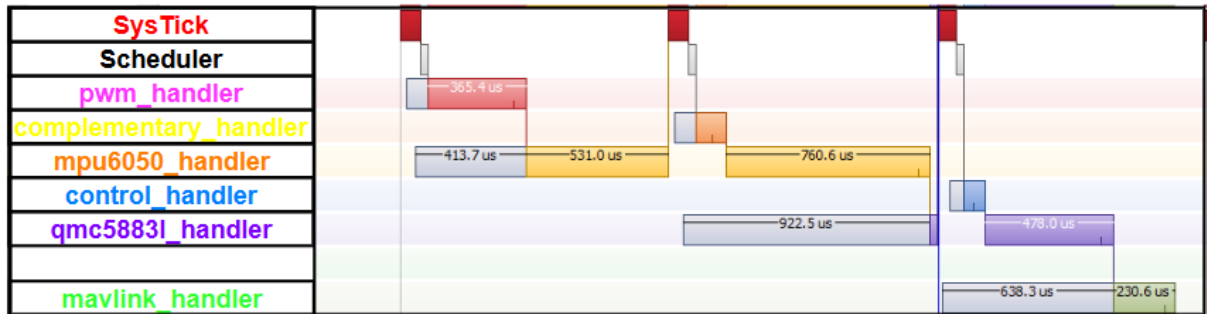 SysTick
Scheduler
pwm_handler
365.4 us
complementary_handler
mpu6050_handler
413.7 us
531.0 us
760.6 us
control_handler
qmc5883l_handler
922.5 us
478.0 us
mavlink_handler
638.3 us
230.6 us